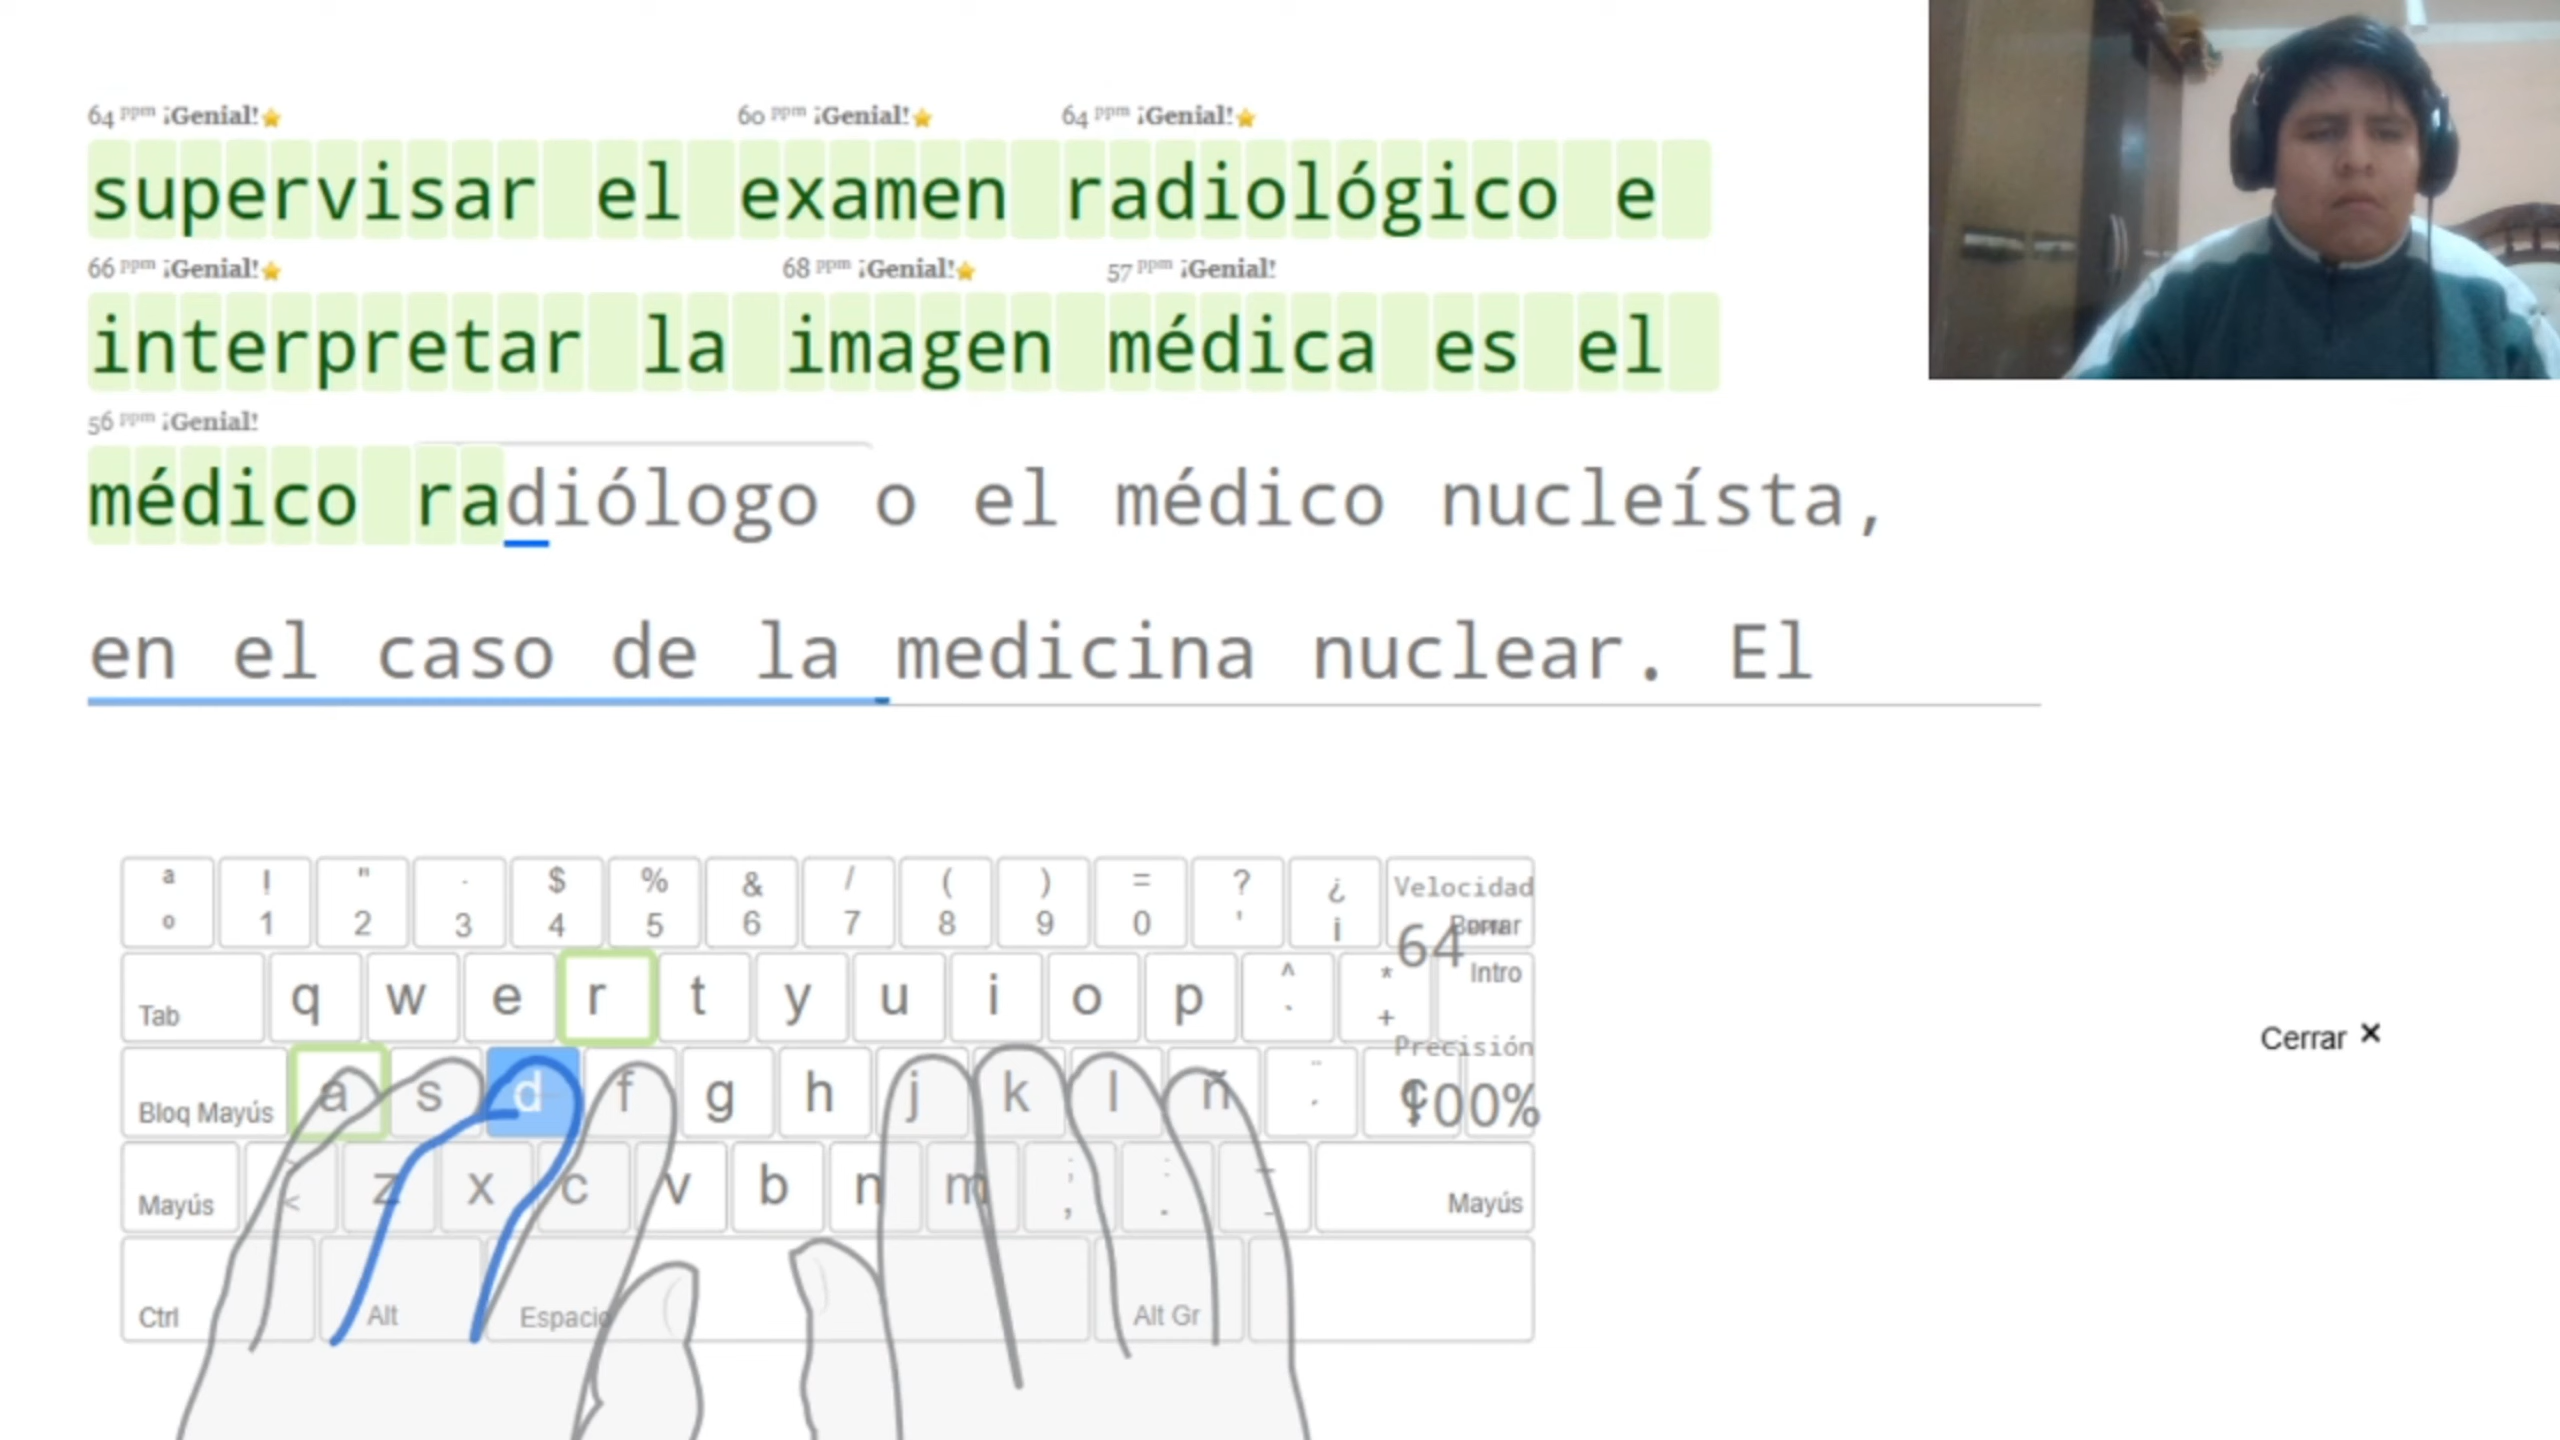 64 ppm ¡Genial!⭐ 60 ppm ¡Genial!⭐ 64 ppm ¡Genial!⭐
supervisar el examen radiológico e
66 ppm ¡Genial!⭐ 68 ppm ¡Genial!⭐ 57 ppm ¡Genial!
interpretar la imagen médica es el
56 ppm ¡Genial!
médico radiólogo o el médico nucleísta,
en el caso de la medicina nuclear. El
ª ! " · $ % & / ( ) = ? ¿ Velocidad
º 1 2 3 4 5 6 7 8 9 0 ' ¡ 64 Borrar
Tab q w e r t y u i o p ^ ` * + Intro
Precisión
Bloq Mayús a s d f g h j k l ñ ¨ ´ 100%
Mayús > < z x c v b n m ; , : . _ - Mayús
Ctrl Alt Espacio Alt Gr
Cerrar ✕